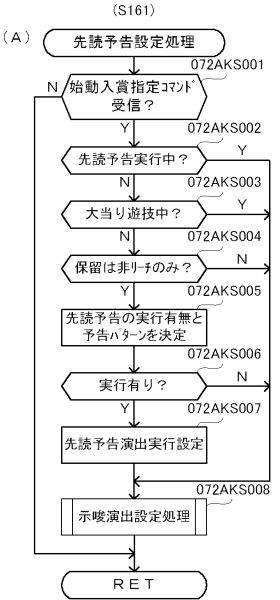 (S161)
(A)
先読予告設定処理
072AKS001
始動入賞指定ｺﾏﾝﾄﾞ
受信？
N
Y
072AKS002
先読予告実行中？
Y
N
072AKS003
大当り遊技中？
Y
N
072AKS004
保留は非ﾘｰﾁのみ？
N
Y
072AKS005
先読予告の実行有無と
予告ﾊﾟﾀｰﾝを決定
072AKS006
実行有り？
N
Y
072AKS007
先読予告演出実行設定
072AKS008
示唆演出設定処理
ＲＥＴ